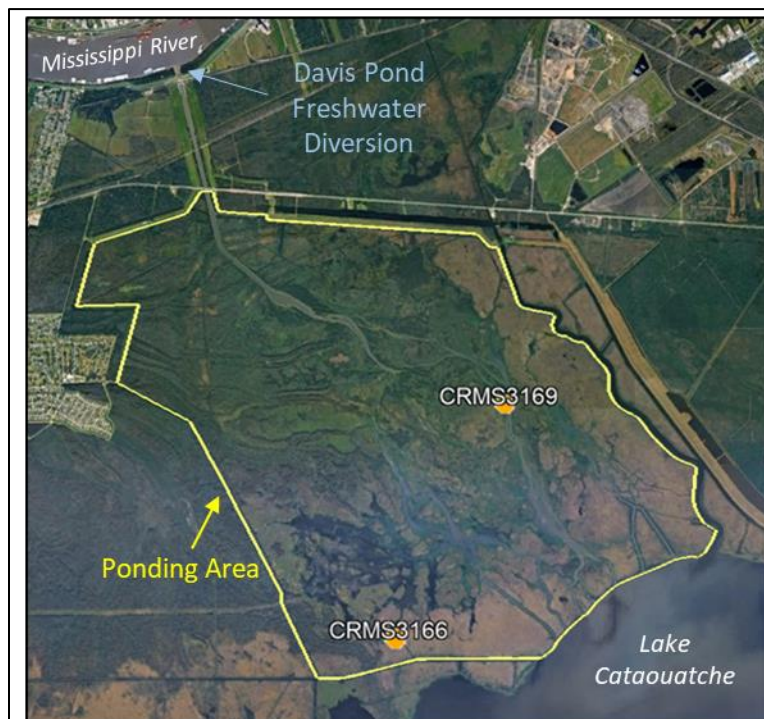 Mississippi River
Davis Pond
Freshwater
Diversion
CRMS3169
Ponding Area
CRMS3166
Lake
Cataouatche